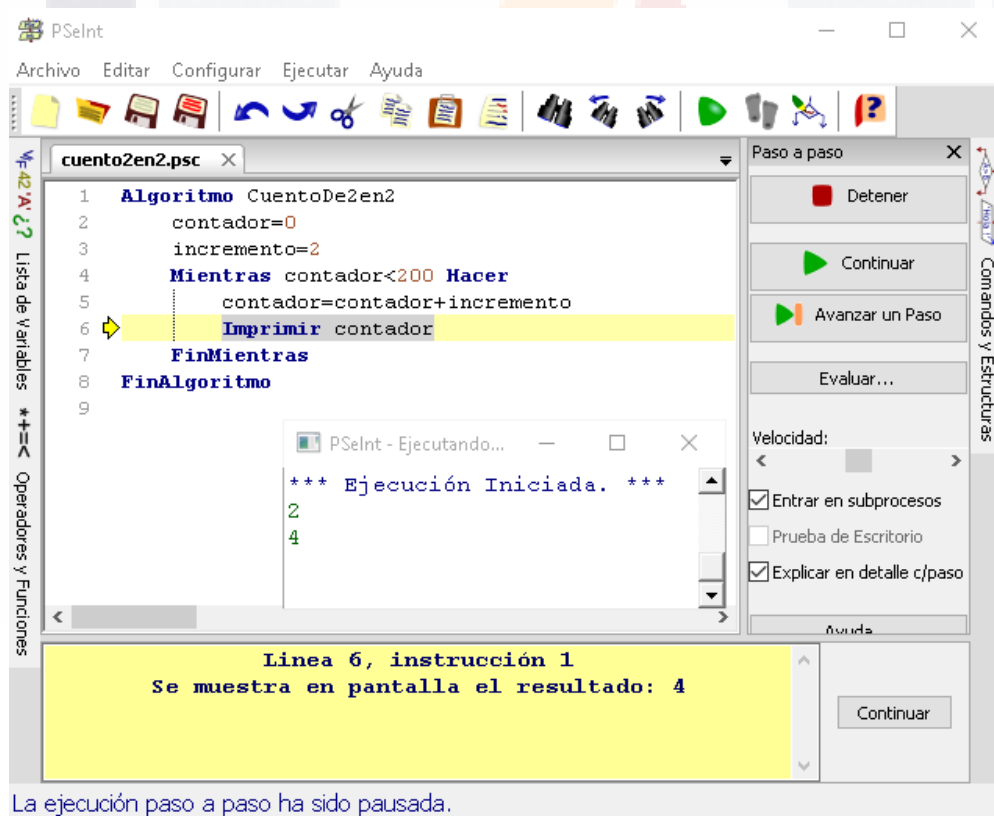 PSeInt
Archivo Editar Configurar Ejecutar Ayuda
cuento2en2.psc
1 Algoritmo CuentoDe2en2
2 contador=0
3 incremento=2
4 Mientras contador<200 Hacer
5 contador=contador+incremento
6 Imprimir contador
7 FinMientras
8 FinAlgoritmo
9
PSeInt - Ejecutando...
*** Ejecución Iniciada. ***
2
4
Paso a paso
Detener
Continuar
Avanzar un Paso
Evaluar...
Velocidad:
Entrar en subprocesos
Prueba de Escritorio
Explicar en detalle c/paso
Ayuda
42 'A' ¿? Lista de Variables
*+=< Operadores y Funciones
Comandos y Estructuras
Linea 6, instrucción 1
Se muestra en pantalla el resultado: 4
Continuar
La ejecución paso a paso ha sido pausada.